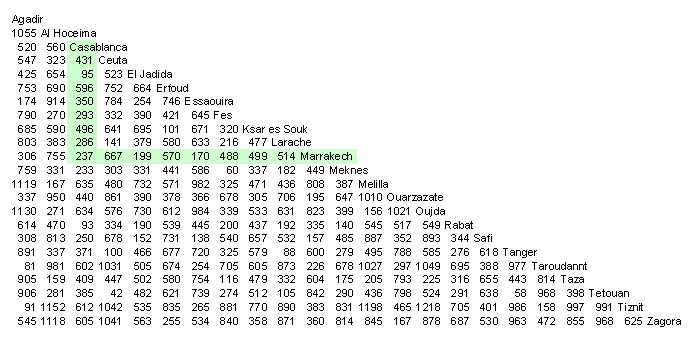 Agadir
1055 Al Hoceima
520 560 Casablanca
547 323 431 Ceuta
425 654 95 523 El Jadida
753 690 596 752 664 Erfoud
174 914 350 784 254 746 Essaouira
790 270 293 332 390 421 645 Fes
685 590 496 641 695 101 671 320 Ksar es Souk
803 383 286 141 379 580 633 216 477 Larache
306 755 237 667 199 570 170 488 499 514 Marrakech
759 331 233 303 331 441 586 60 337 182 449 Meknes
1119 167 635 480 732 571 982 325 471 436 808 387 Melilla
337 950 440 861 390 378 366 678 305 706 195 647 1010 Ouarzazate
1130 271 634 576 730 612 984 339 533 631 823 399 156 1021 Oujda
614 470 93 334 190 539 445 200 437 192 335 140 545 517 549 Rabat
308 813 250 678 152 731 138 540 657 532 157 485 887 352 893 344 Safi
891 337 371 100 466 677 720 325 579 88 600 279 495 788 585 276 618 Tanger
81 981 602 1031 505 674 254 705 605 873 226 678 1027 297 1049 695 388 977 Taroudannt
905 159 409 447 502 580 754 116 479 332 604 175 205 793 225 316 655 443 814 Taza
906 281 385 42 482 621 739 274 512 105 842 290 436 798 524 291 638 58 968 398 Tetouan
91 1152 612 1042 535 835 265 881 770 890 383 831 1198 465 1218 705 401 986 158 997 991 Tiznit
545 1118 605 1041 563 255 534 840 358 871 360 814 845 167 878 687 530 963 472 855 968 625 Zagora